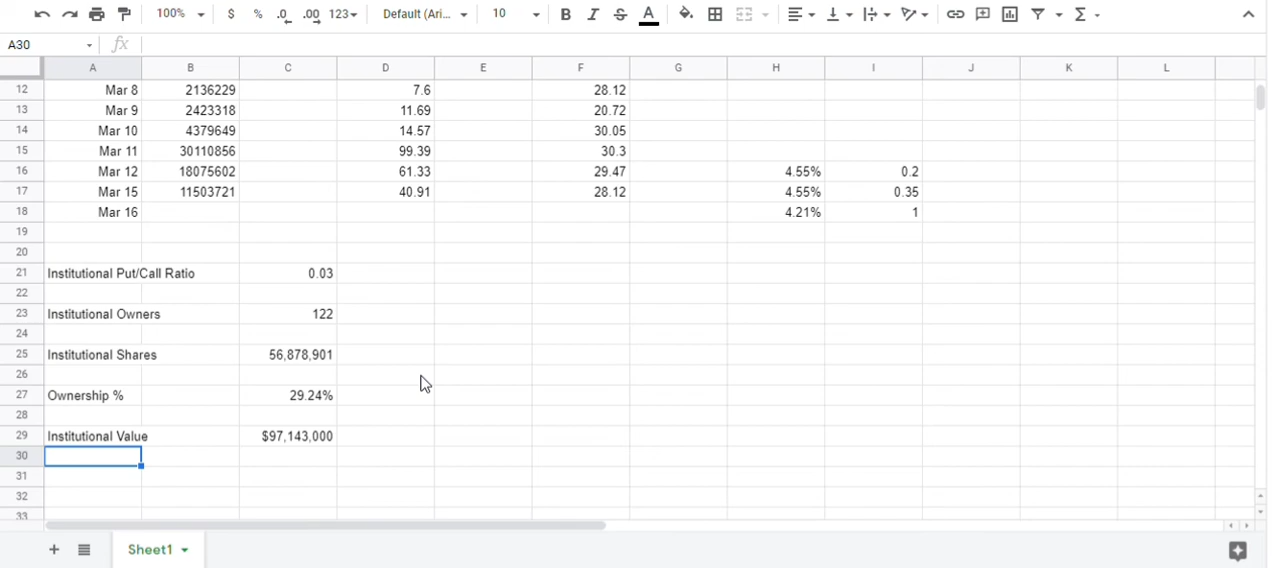 100% $ % .0 .00 123 Default (Ari... 10 B I S A
A30 fx
A B C D E F G H I J K L
12 Mar 8 2136229 7.6 28.12
13 Mar 9 2423318 11.69 20.72
14 Mar 10 4379649 14.57 30.05
15 Mar 11 30110856 99.39 30.3
16 Mar 12 18075602 61.33 29.47 4.55% 0.2
17 Mar 15 11503721 40.91 28.12 4.55% 0.35
18 Mar 16 4.21% 1
19
20
21 Institutional Put/Call Ratio 0.03
22
23 Institutional Owners 122
24
25 Institutional Shares 56,878,901
26
27 Ownership % 29.24%
28
29 Institutional Value $97,143,000
30
31
32
33
+ Sheet1